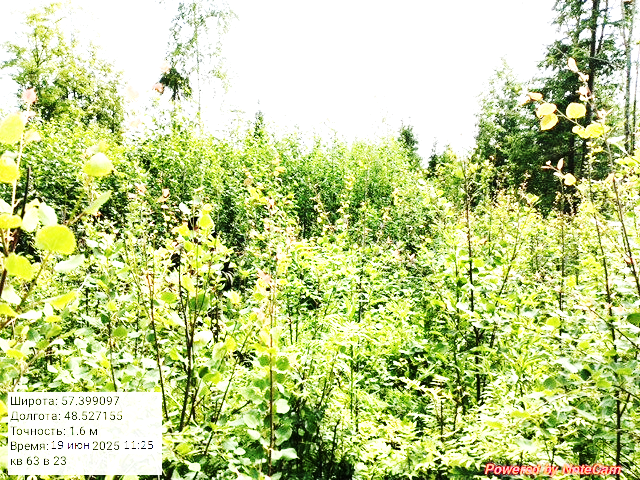 Широта: 57.399097
Долгота: 48.527155
Точность: 1.6 м
Время: 19 июн 2025 11:25
кв 63 в 23
Powered by NoteCam